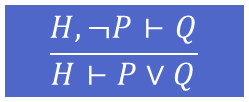 H, ¬P ⊢ Q
H ⊢ P ∨ Q